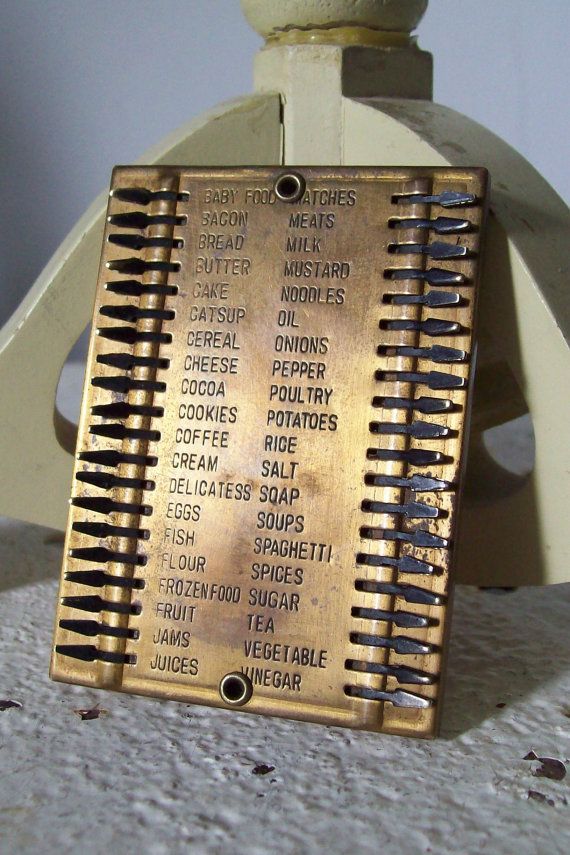 BABY FOOD MATCHES
BACON MEATS
BREAD MILK
BUTTER MUSTARD
CAKE NOODLES
CATSUP OIL
CEREAL ONIONS
CHEESE PEPPER
COCOA POULTRY
COOKIES POTATOES
COFFEE RICE
CREAM SALT
DELICATESS SOAP
EGGS SOUPS
FISH SPAGHETTI
FLOUR SPICES
FROZEN FOOD SUGAR
FRUIT TEA
JAMS VEGETABLE
JUICES VINEGAR